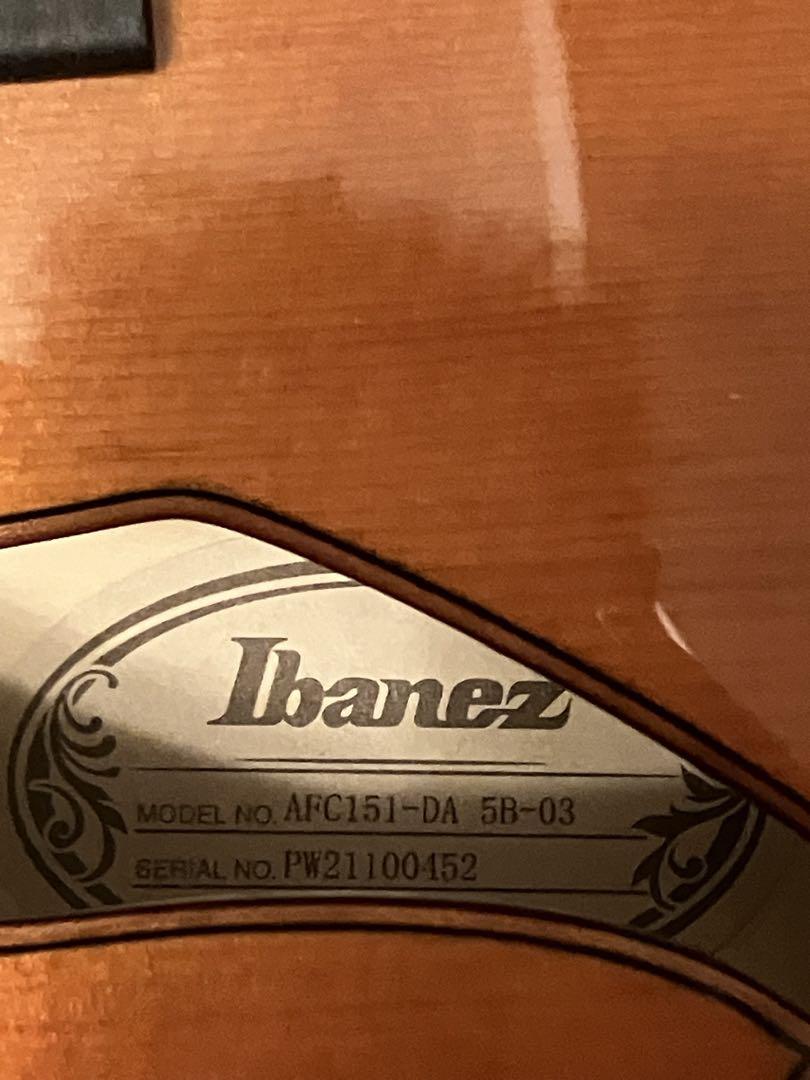 Ibanez
MODEL NO. AFC151-DA 5B-03
SERIAL NO. PW21100452